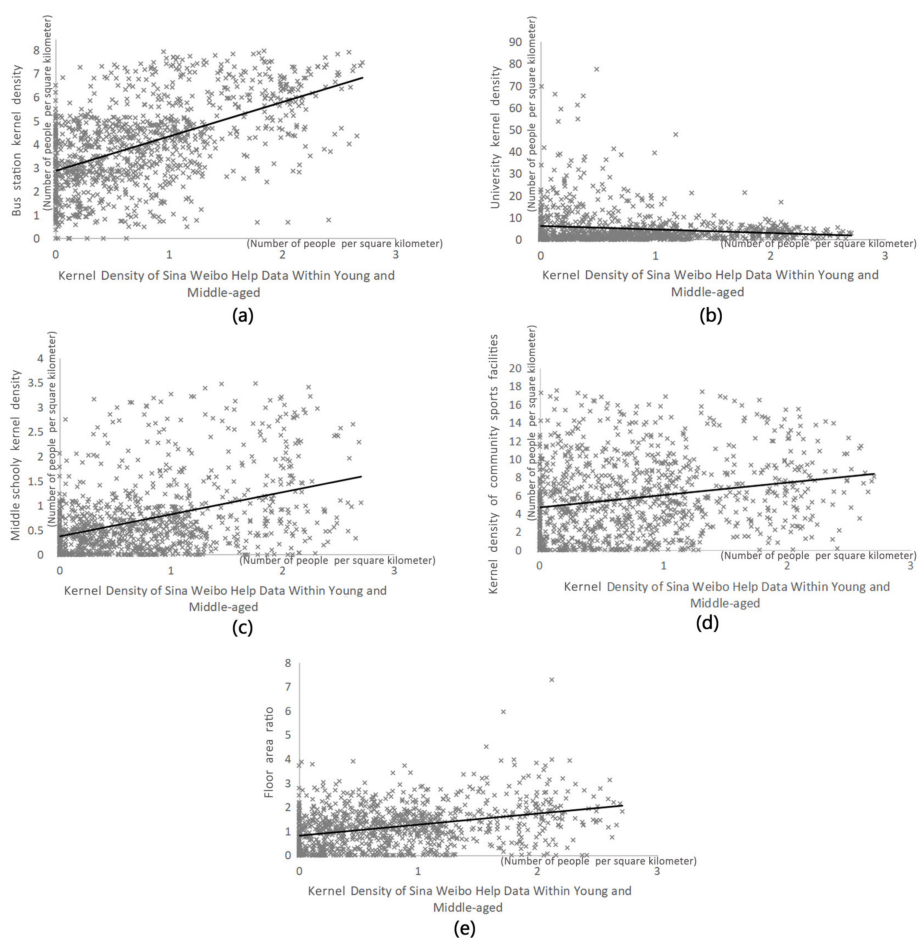 Bus station kernel density
(Number of people per square kilometer)
8
7
6
5
4
3
2
1
0
0
1
2
3
(Number of people per square kilometer)
Kernel Density of Sina Weibo Help Data Within Young and
Middle-aged
(a)
University kernel density
(Number of people per square kilometer)
90
80
70
60
50
40
30
20
10
0
0
1
2
3
(Number of people per square kilometer)
Kernel Density of Sina Weibo Help Data Within Young and
Middle-aged
(b)
Middle schooly kernel density
(Number of people per square kilometer)
4
3.5
3
2.5
2
1.5
1
0.5
0
0
1
2
3
(Number of people per square kilometer)
Kernel Density of Sina Weibo Help Data Within Young and
Middle-aged
(c)
Kernel density of community sports facilities
(Number of people per square kilometer)
20
18
16
14
12
10
8
6
4
2
0
0
1
2
3
(Number of people per square kilometer)
Kernel Density of Sina Weibo Help Data Within Young and
Middle-aged
(d)
Floor area ratio
8
7
6
5
4
3
2
1
0
0
1
2
3
(Number of people per square kilometer)
Kernel Density of Sina Weibo Help Data Within Young and
Middle-aged
(e)